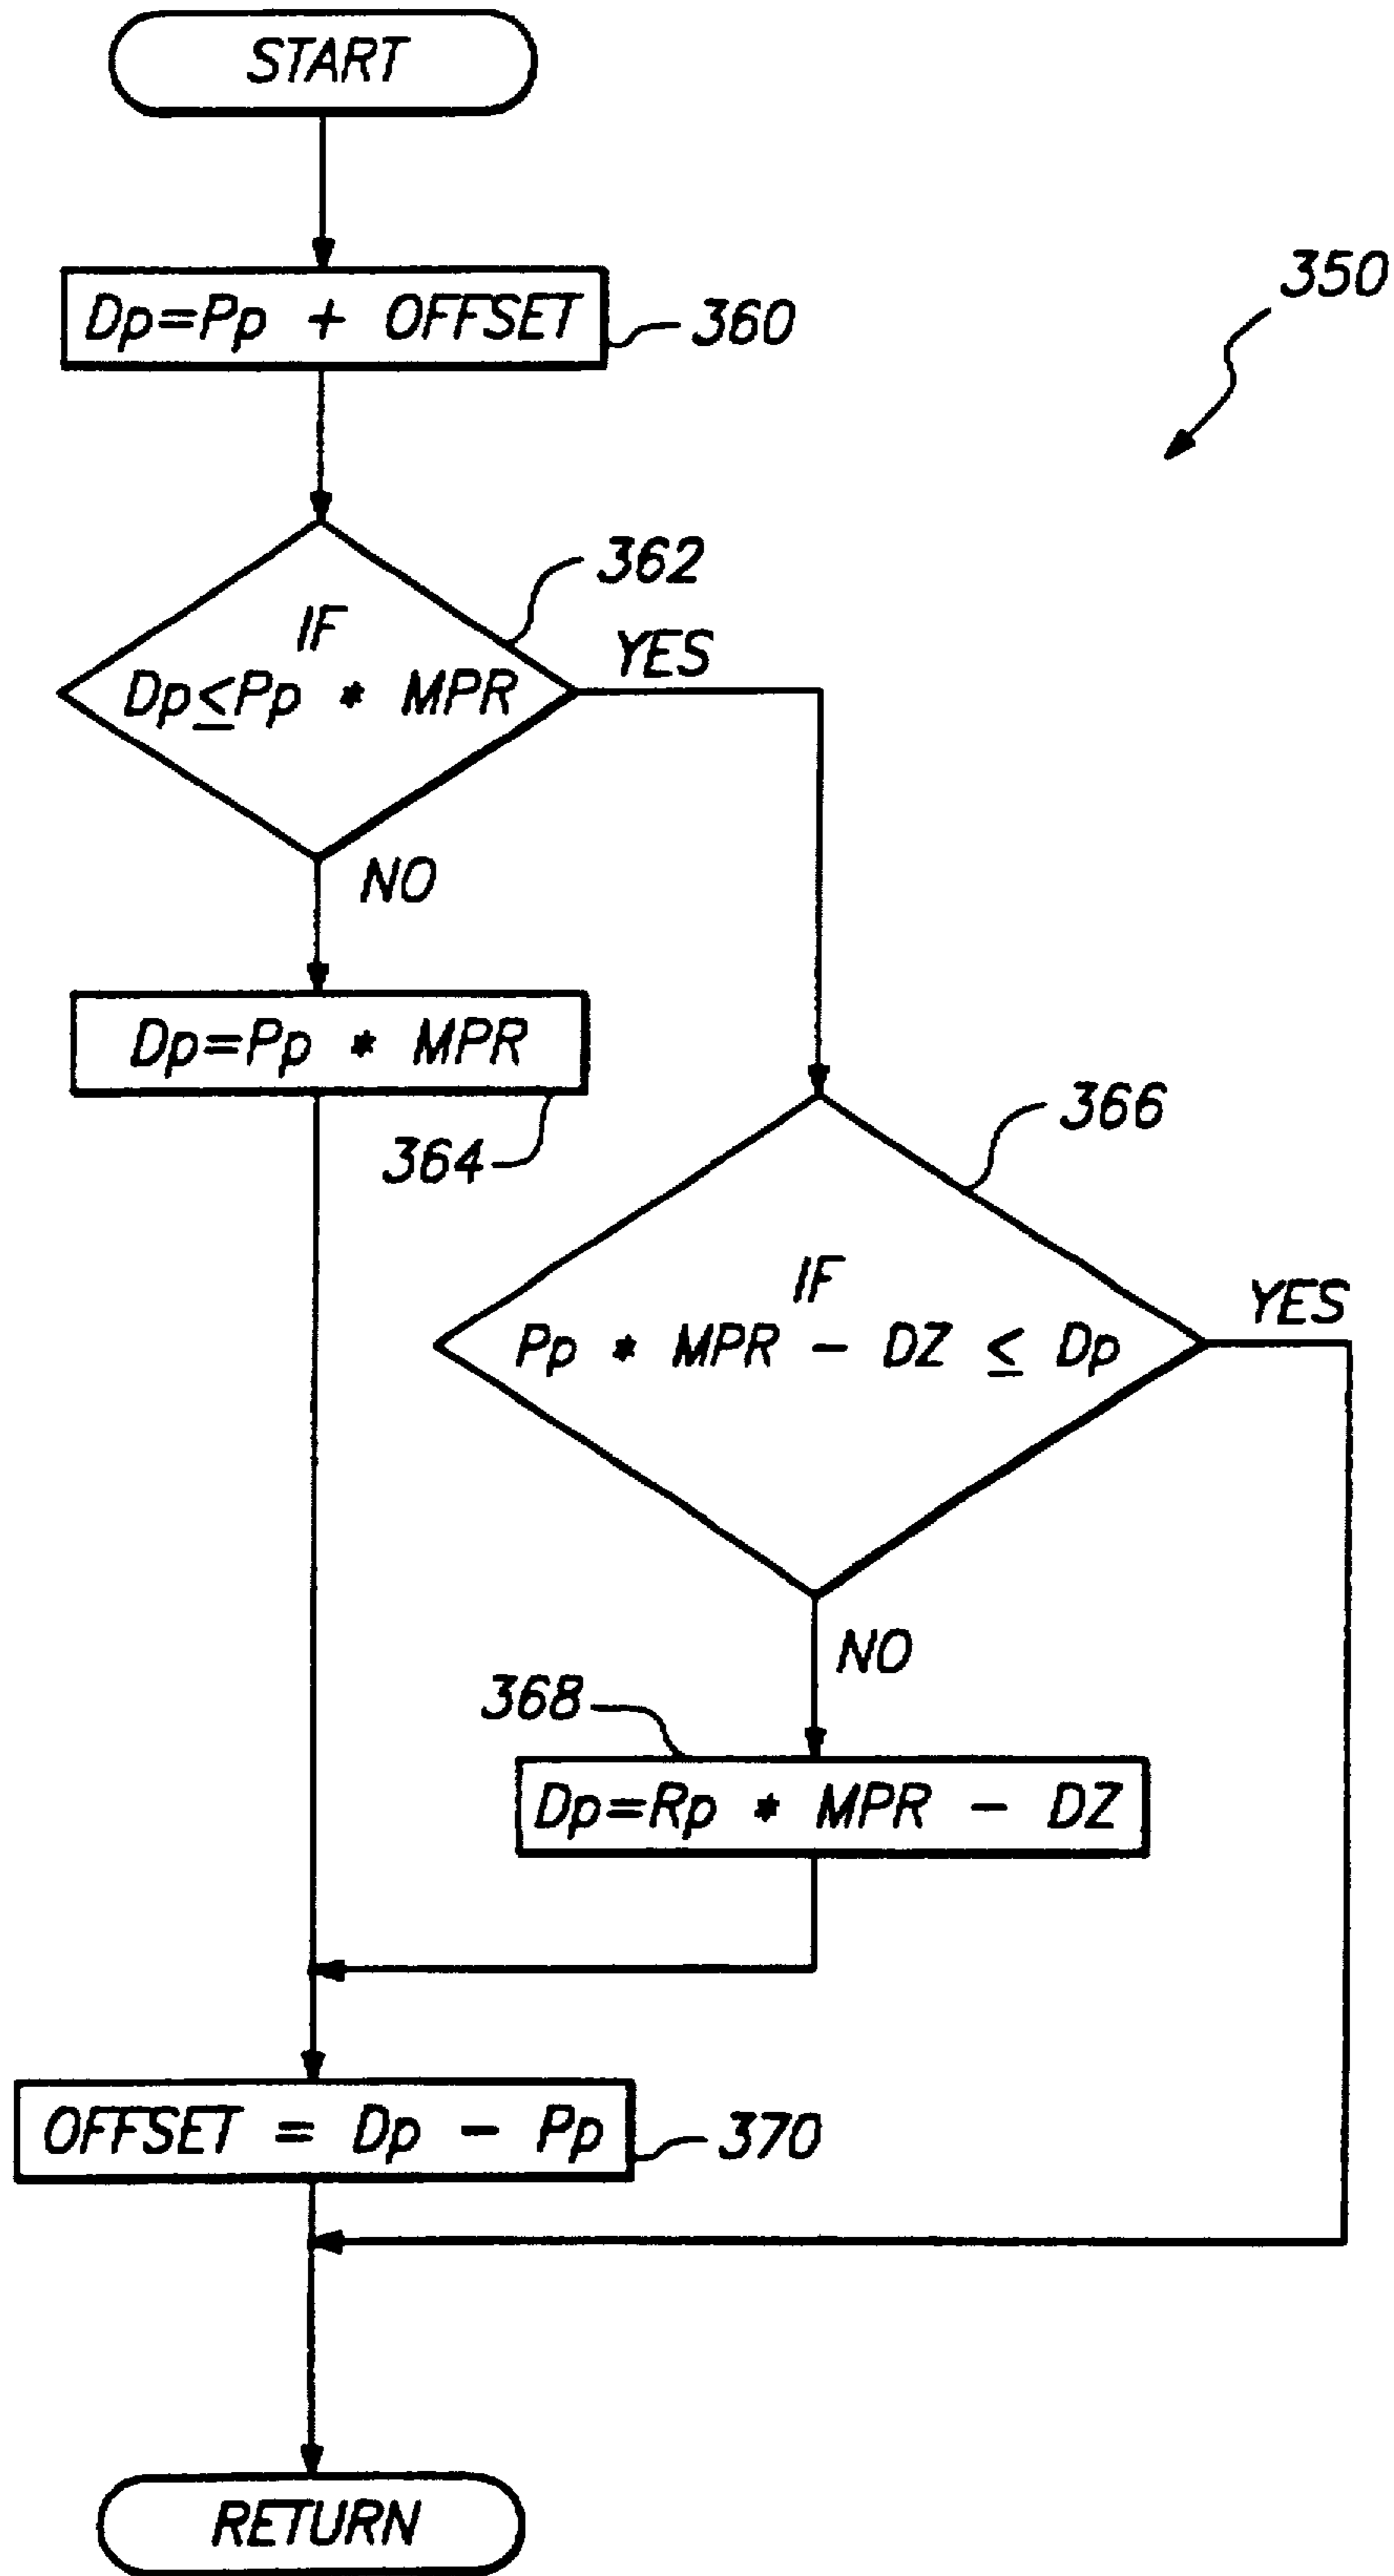 START
Dp=Pp + OFFSET
360
350
362
IF
Dp≤Pp * MPR
YES
NO
Dp=Pp * MPR
364
366
IF
Pp * MPR - DZ ≤ Dp
YES
NO
368
Dp=Rp * MPR - DZ
OFFSET = Dp - Pp
370
RETURN